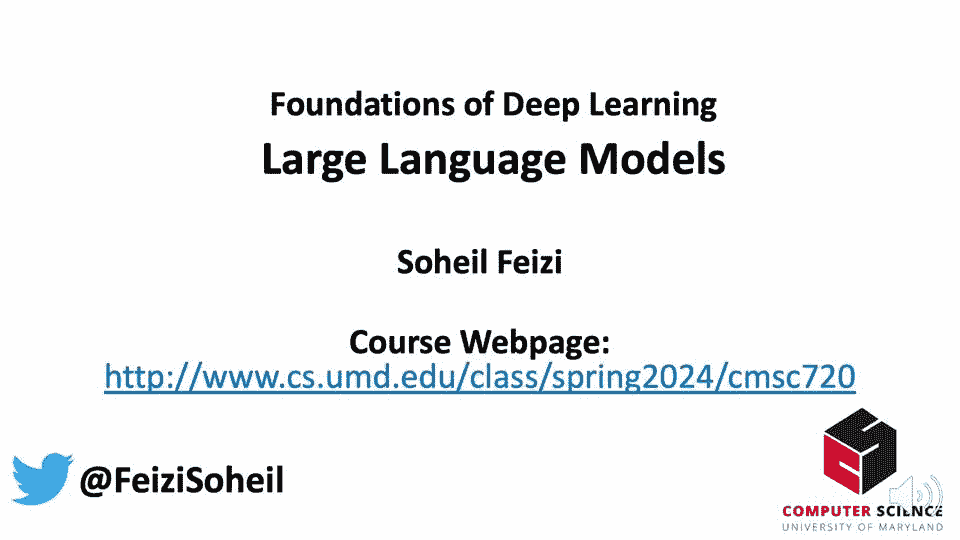 Foundations of Deep Learning
Large Language Models
Soheil Feizi
Course Webpage:
http://www.cs.umd.edu/class/spring2024/cmsc720
@FeiziSoheil
COMPUTER SCIENCE
UNIVERSITY OF MARYLAND